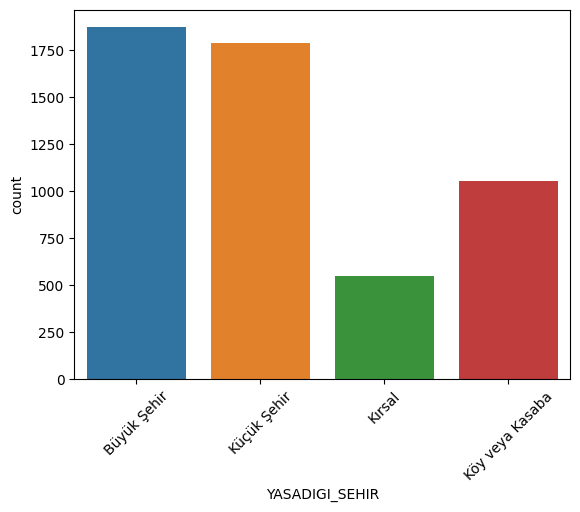 1750
1500
1250
1000
750
500
250
0
count
Büyük Şehir
Küçük Şehir
Kırsal
Köy veya Kasaba
YASADIGI_SEHIR